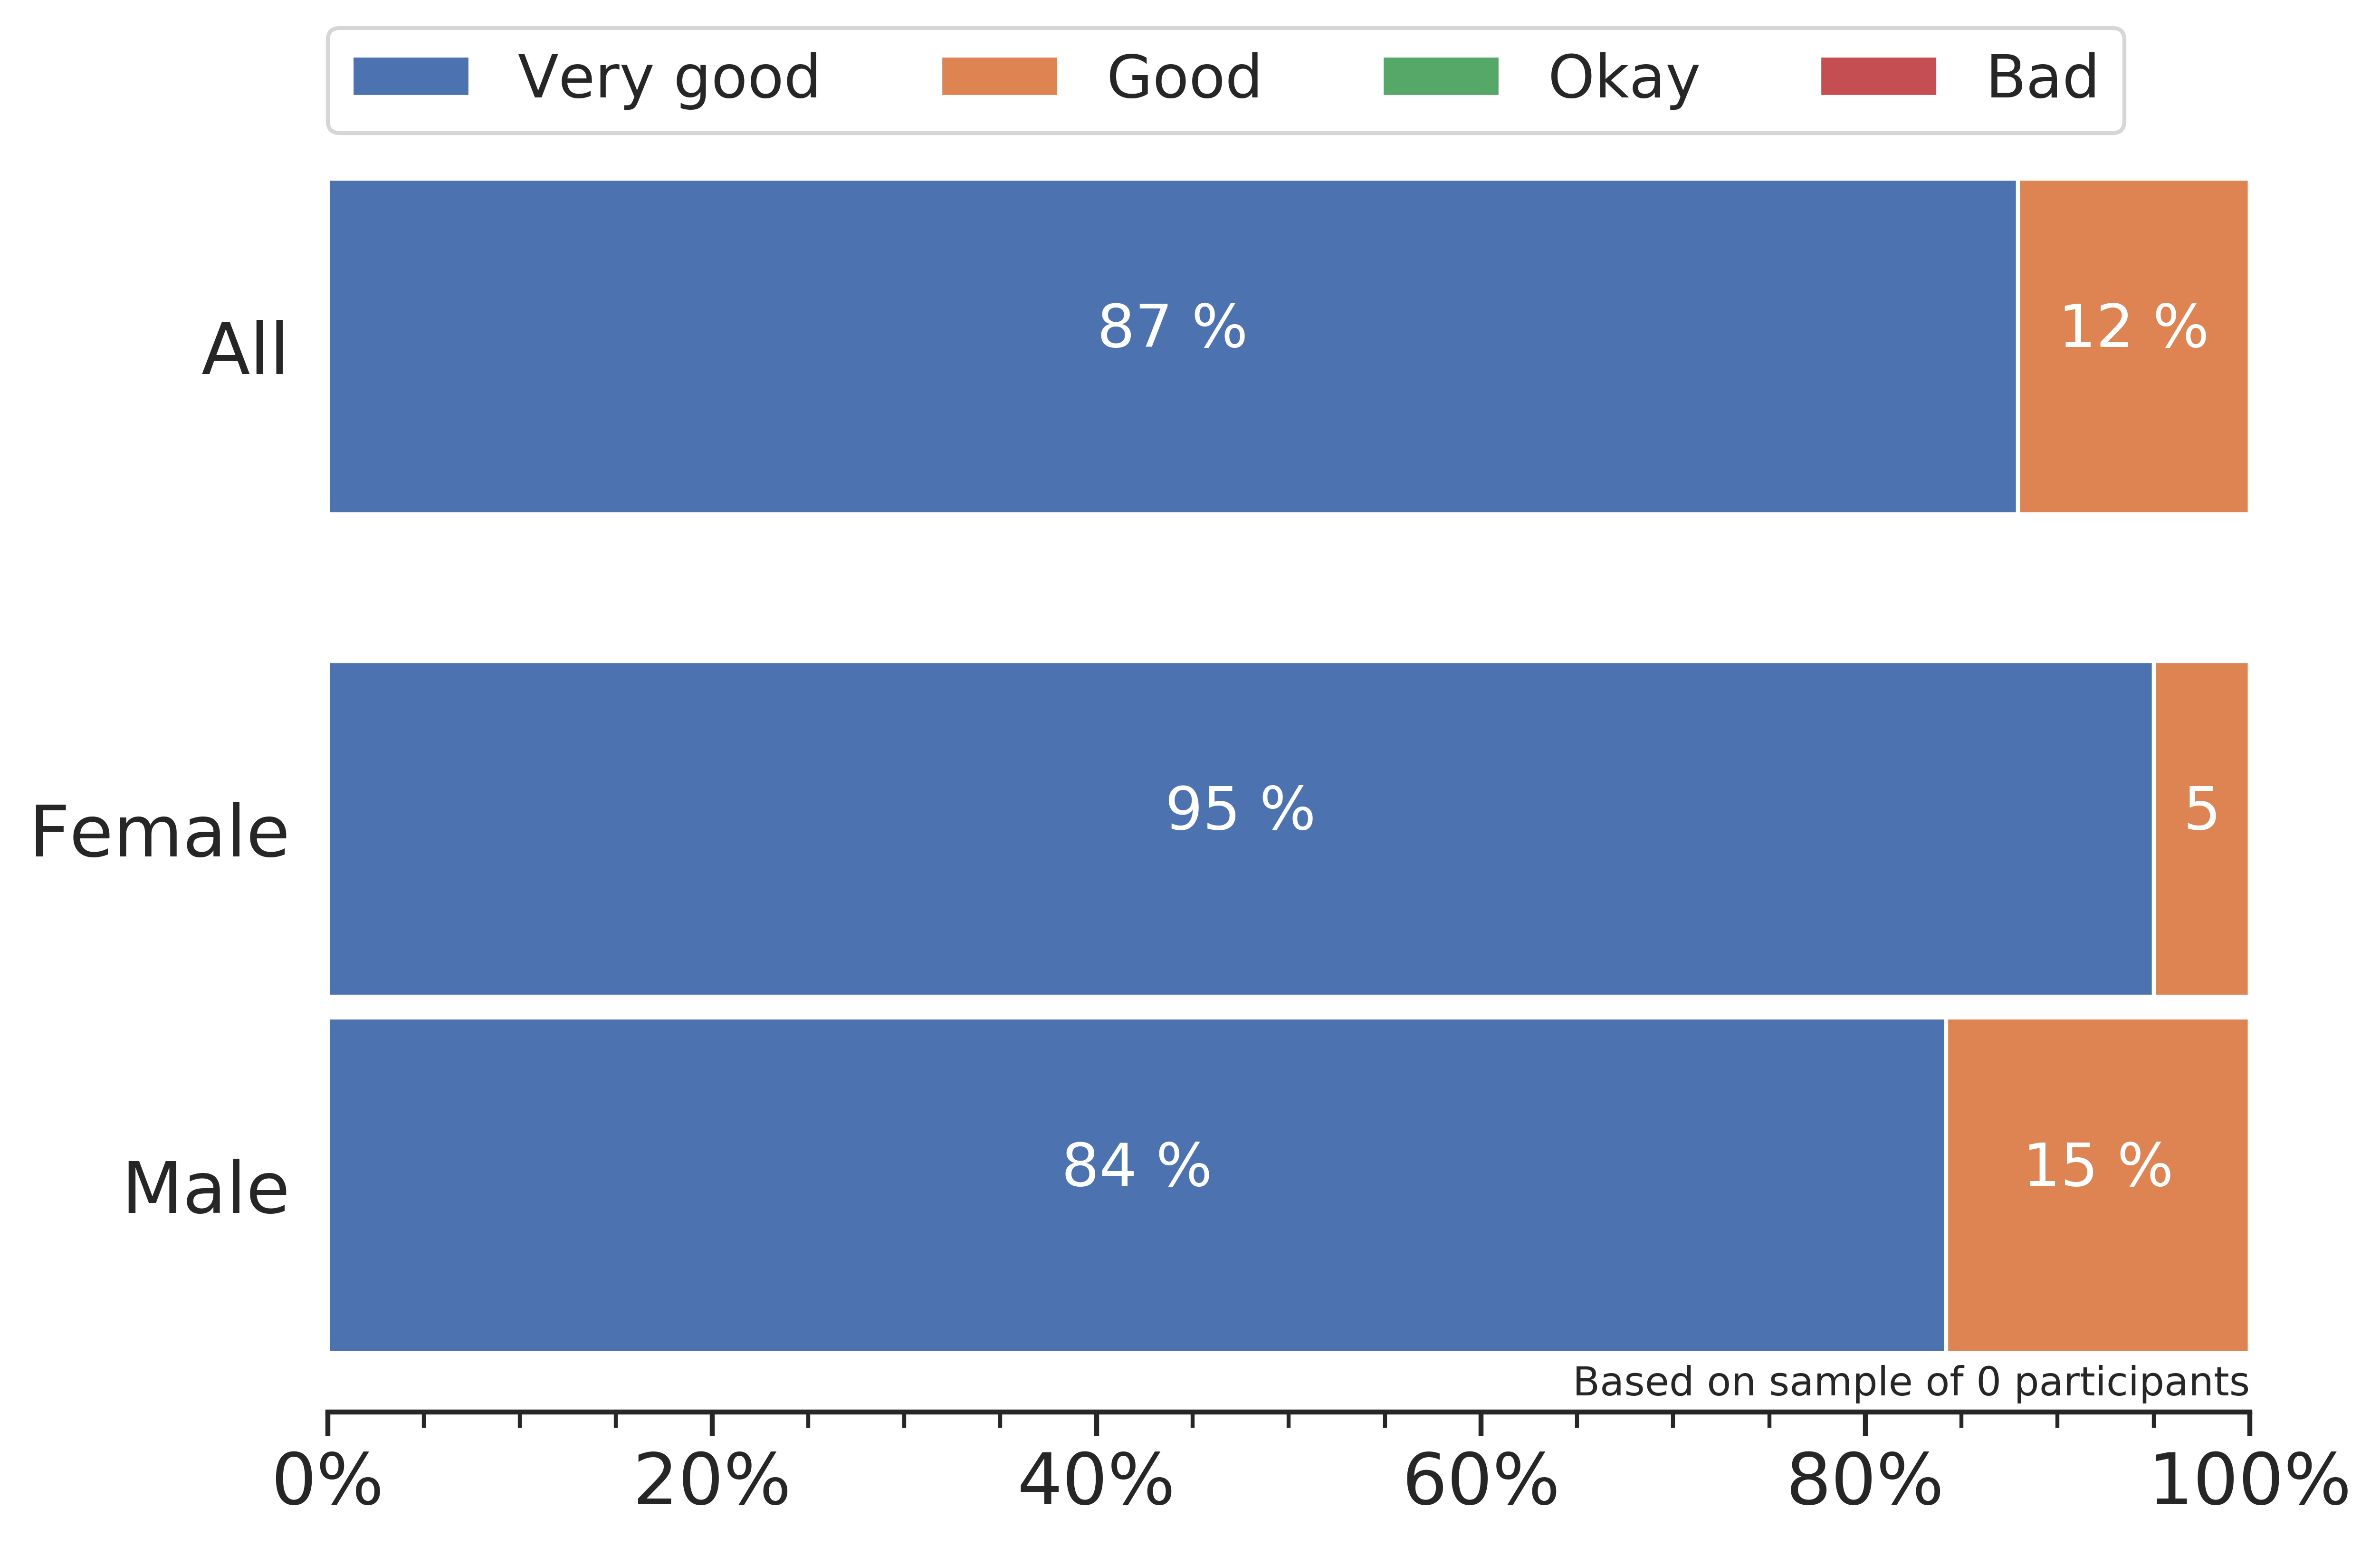 Very good Good Okay Bad
All 87 % 12 %
Female 95 % 5
Male 84 % 15 %
Based on sample of 0 participants
0% 20% 40% 60% 80% 100%